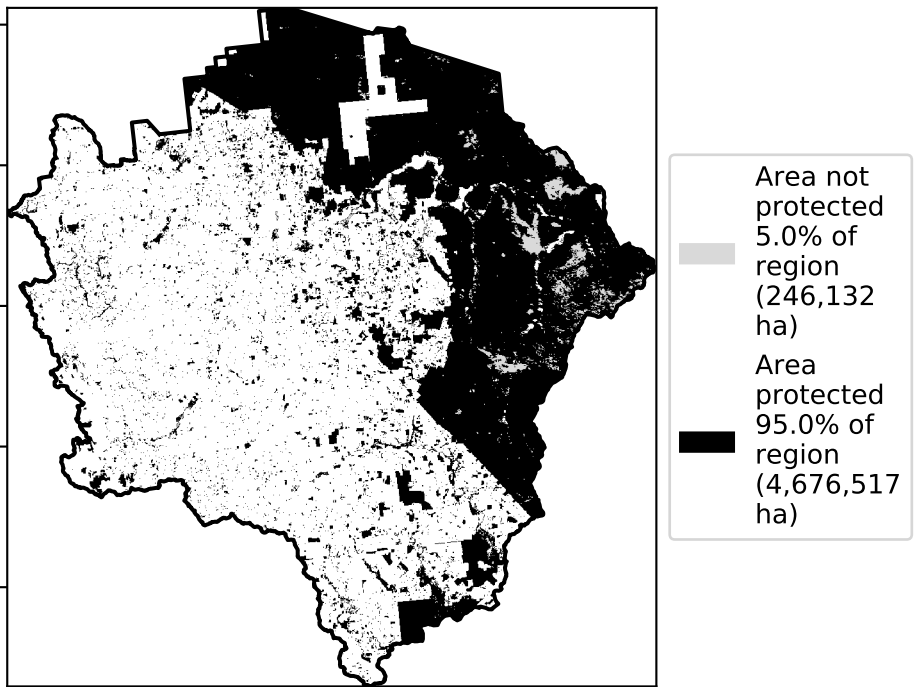 Area not
protected
5.0% of
region
(246,132
ha)
Area
protected
95.0% of
region
(4,676,517
ha)